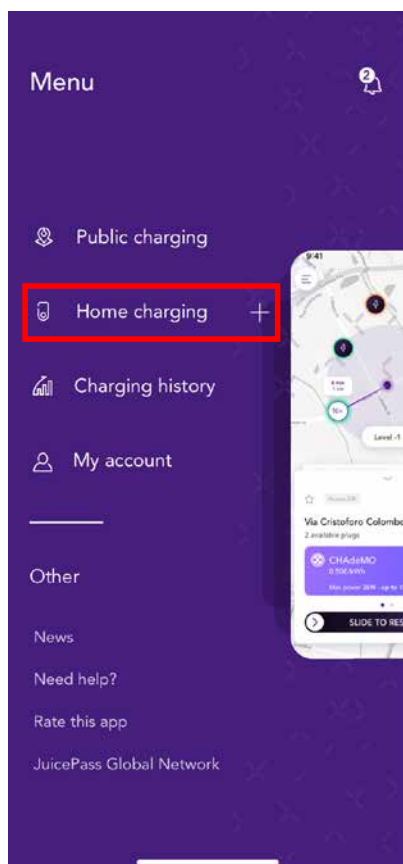 Menu
2
Public charging
Home charging
Charging history
My account
Other
News
Need help?
Rate this app
JuicePass Global Network
9:41
Level -1
Via Cristoforo Colombo
2 available plugs
CHAdeMO
SLIDE TO RES